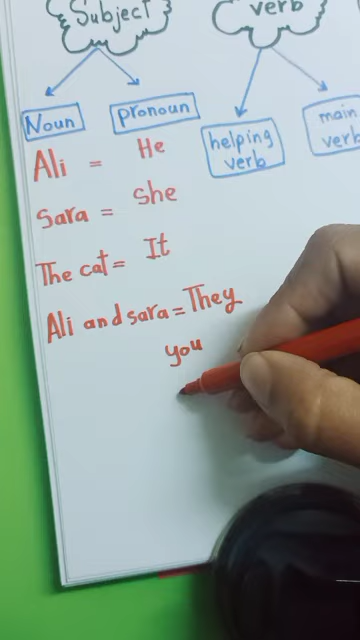 Subject
verb
Noun
pronoun
helping verb
main verb
Ali = He
Sara = She
The cat = It
Ali and sara = They
you